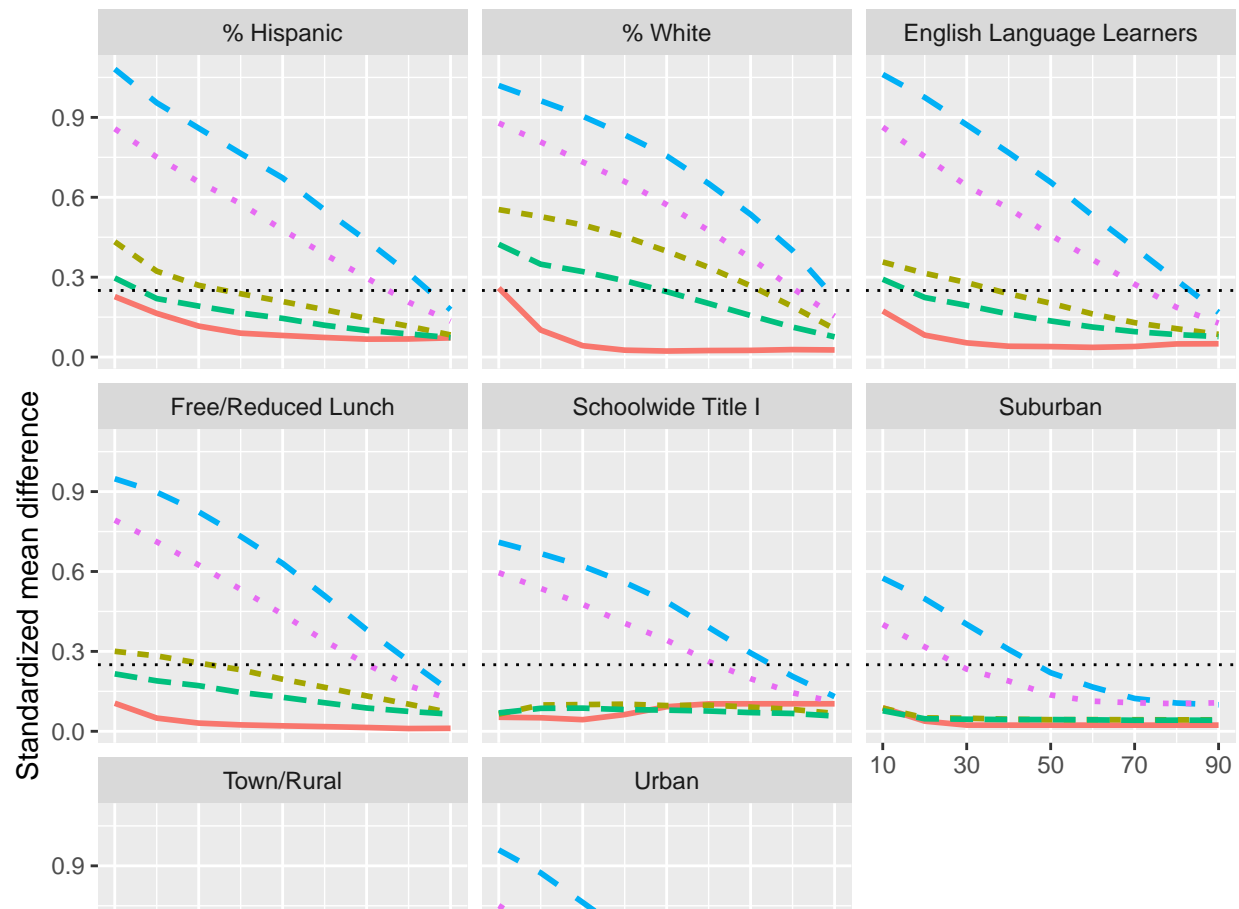 % Hispanic
% White
English Language Learners
0.9
0.6
0.3
0.0
Free/Reduced Lunch
Schoolwide Title I
Suburban
0.9
0.6
0.3
0.0
10 30 50 70 90
Standardized mean difference
Town/Rural
Urban
0.9